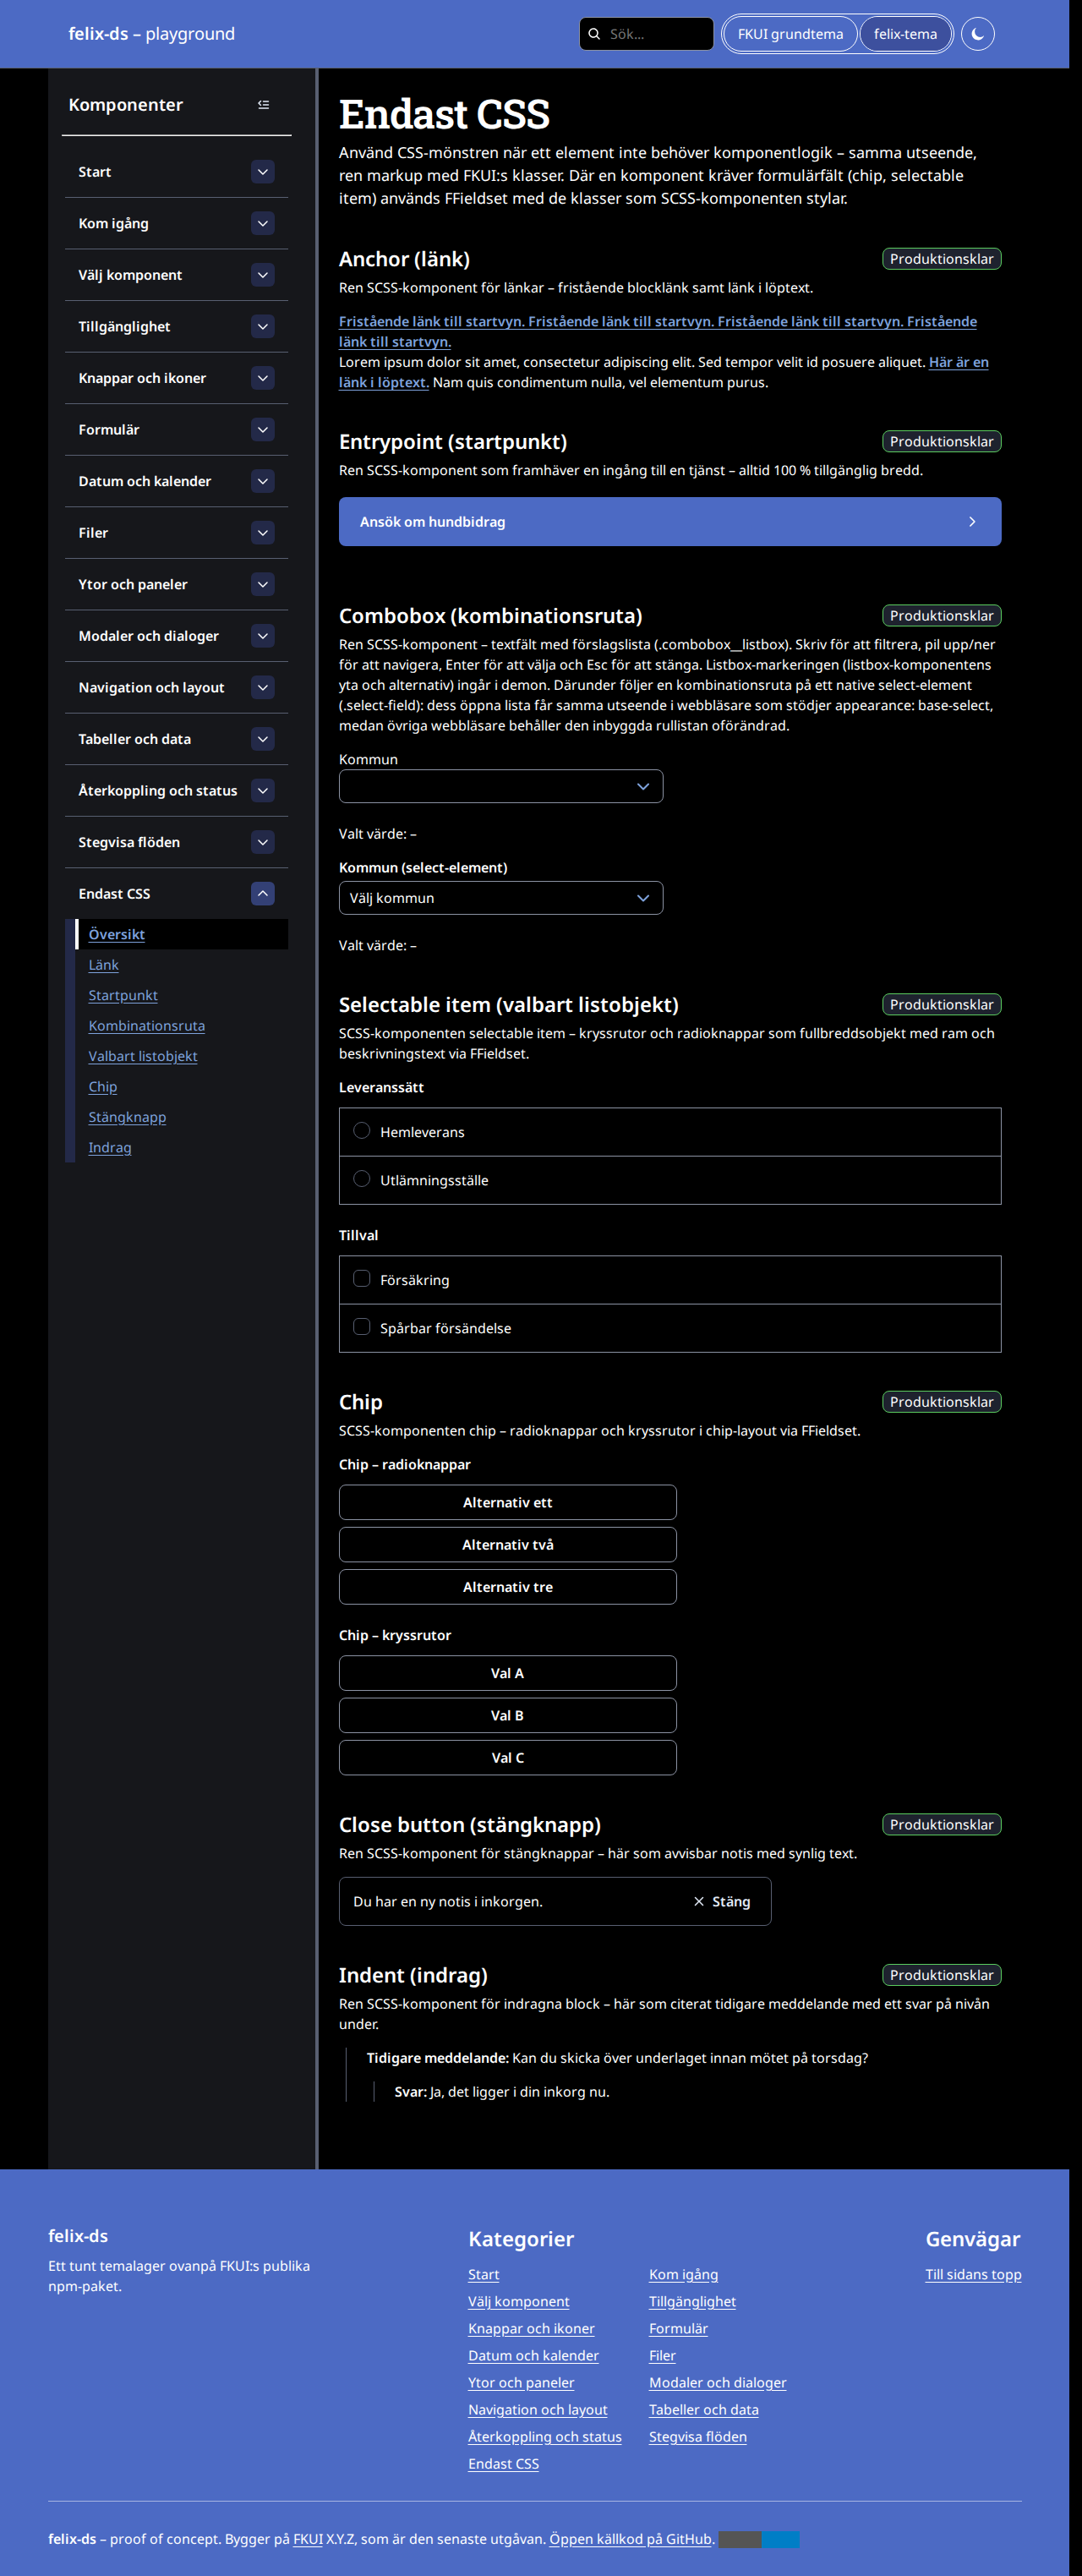 felix-ds – playground
Sök...
FKUI grundtema
felix-tema
Komponenter
Start
Kom igång
Välj komponent
Tillgänglighet
Knappar och ikoner
Formulär
Datum och kalender
Filer
Ytor och paneler
Modaler och dialoger
Navigation och layout
Tabeller och data
Återkoppling och status
Stegvisa flöden
Endast CSS
Översikt
Länk
Startpunkt
Kombinationsruta
Valbart listobjekt
Chip
Stängknapp
Indrag
Endast CSS
Använd CSS-mönstren när ett element inte behöver komponentlogik – samma utseende,
ren markup med FKUI:s klasser. Där en komponent kräver formulärfält (chip, selectable
item) används FFieldset med de klasser som SCSS-komponenten stylar.
Anchor (länk)
Produktionsklar
Ren SCSS-komponent för länkar – fristående blocklänk samt länk i löptext.
Fristående länk till startvyn. Fristående länk till startvyn. Fristående länk till startvyn. Fristående
länk till startvyn.
Lorem ipsum dolor sit amet, consectetur adipiscing elit. Sed tempor velit id posuere aliquet. Här är en
länk i löptext. Nam quis condimentum nulla, vel elementum purus.
Entrypoint (startpunkt)
Produktionsklar
Ren SCSS-komponent som framhäver en ingång till en tjänst – alltid 100 % tillgänglig bredd.
Ansök om hundbidrag
Combobox (kombinationsruta)
Produktionsklar
Ren SCSS-komponent – textfält med förslagslista (.combobox__listbox). Skriv för att filtrera, pil upp/ner
för att navigera, Enter för att välja och Esc för att stänga. Listbox-markeringen (listbox-komponentens
yta och alternativ) ingår i demon. Därunder följer en kombinationsruta på ett native select-element
(.select-field): dess öppna lista får samma utseende i webbläsare som stödjer appearance: base-select,
medan övriga webbläsare behåller den inbyggda rullistan oförändrad.
Kommun
Valt värde: –
Kommun (select-element)
Välj kommun
Valt värde: –
Selectable item (valbart listobjekt)
Produktionsklar
SCSS-komponenten selectable item – kryssrutor och radioknappar som fullbreddsobjekt med ram och
beskrivningstext via FFieldset.
Leveranssätt
Hemleverans
Utlämningsställe
Tillval
Försäkring
Spårbar försändelse
Chip
Produktionsklar
SCSS-komponenten chip – radioknappar och kryssrutor i chip-layout via FFieldset.
Chip – radioknappar
Alternativ ett
Alternativ två
Alternativ tre
Chip – kryssrutor
Val A
Val B
Val C
Close button (stängknapp)
Produktionsklar
Ren SCSS-komponent för stängknappar – här som avvisbar notis med synlig text.
Du har en ny notis i inkorgen.
Stäng
Indent (indrag)
Produktionsklar
Ren SCSS-komponent för indragna block – här som citerat tidigare meddelande med ett svar på nivån
under.
Tidigare meddelande: Kan du skicka över underlaget innan mötet på torsdag?
Svar: Ja, det ligger i din inkorg nu.
felix-ds
Ett tunt temalager ovanpå FKUI:s publika
npm-paket.
Kategorier
Start
Kom igång
Välj komponent
Tillgänglighet
Knappar och ikoner
Formulär
Datum och kalender
Filer
Ytor och paneler
Modaler och dialoger
Navigation och layout
Tabeller och data
Återkoppling och status
Stegvisa flöden
Endast CSS
Genvägar
Till sidans topp
felix-ds – proof of concept. Bygger på FKUI X.Y.Z, som är den senaste utgåvan. Öppen källkod på GitHub.